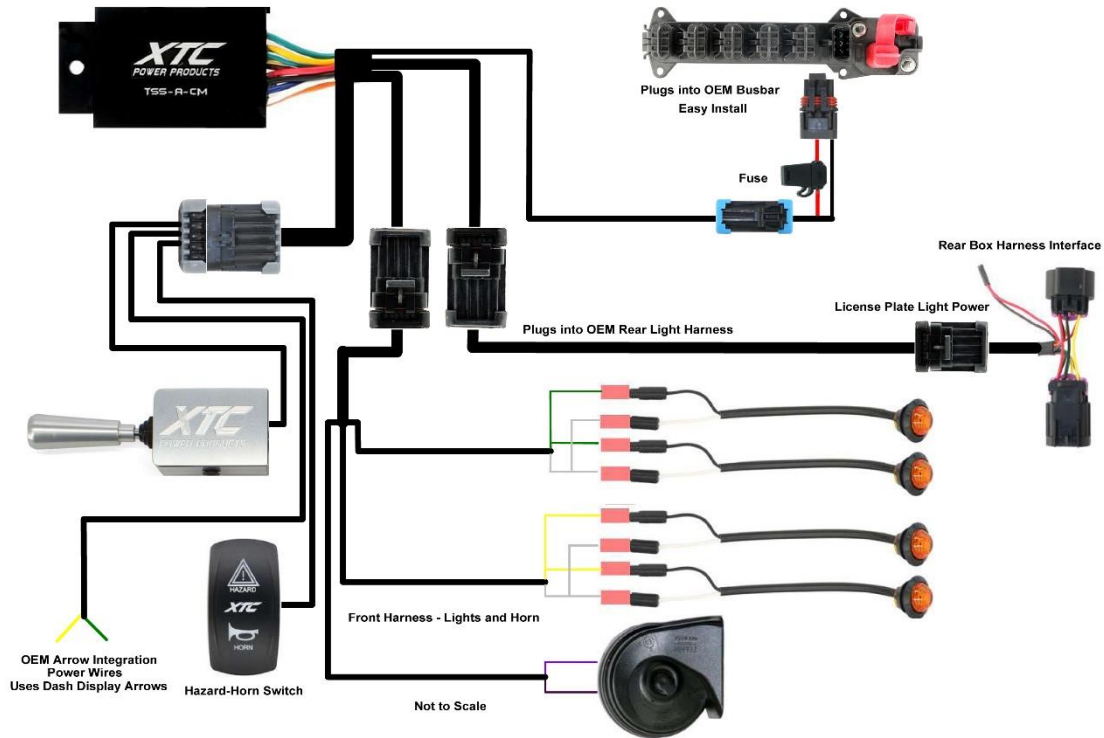 XTC
POWER PRODUCTS
TSS-A-CM
Plugs into OEM Busbar
Easy Install
Fuse
Rear Box Harness Interface
License Plate Light Power
Plugs into OEM Rear Light Harness
XTC
POWER PRODUCTS
HAZARD
XTC
HORN
Front Harness - Lights and Horn
OEM Arrow Integration
Power Wires
Uses Dash Display Arrows
Hazard-Horn Switch
Not to Scale